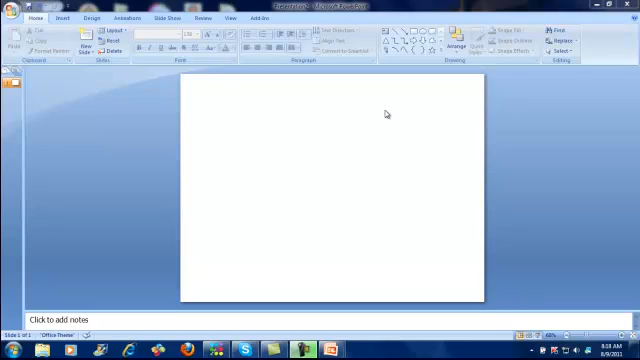 Presentation4 - Microsoft PowerPoint
Home Insert Design Animations Slide Show Review View Add-Ins
Paste
Cut
Copy
Format Painter
Clipboard
New Slide
Layout
Reset
Delete
Slides
Font
Text Direction
Align Text
Convert to SmartArt
Paragraph
Arrange
Quick Styles
Shape Fill
Shape Outline
Shape Effects
Drawing
Find
Replace
Select
Editing
Click to add notes
Slide 1 of 1 "Office Theme" 68%
8:18 AM
8/9/2011